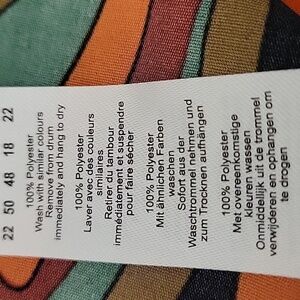 22 50 48 18 22
100% Polyester
Wash with similar colours
Remove from drum
immediately and hang to dry
100% Polyester
Laver avec des couleurs
similaires
Retirer du tambour
immédiatement et suspendre
pour faire sécher
100% Polyester
Mit ähnlichen Farben
waschen
Sofort aus der
Waschtrommel nehmen und
zum Trocknen aufhängen
100% Polyester
Met overeenkomstige
kleuren wassen
Onmiddelijk uit de trommel
verwijderen en ophangen om
te drogen